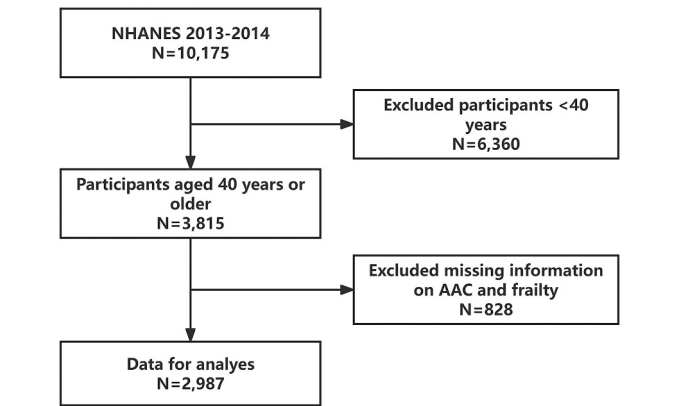 NHANES 2013-2014
N=10,175
Excluded participants <40
years
N=6,360
Participants aged 40 years or
older
N=3,815
Excluded missing information
on AAC and frailty
N=828
Data for analyes
N=2,987